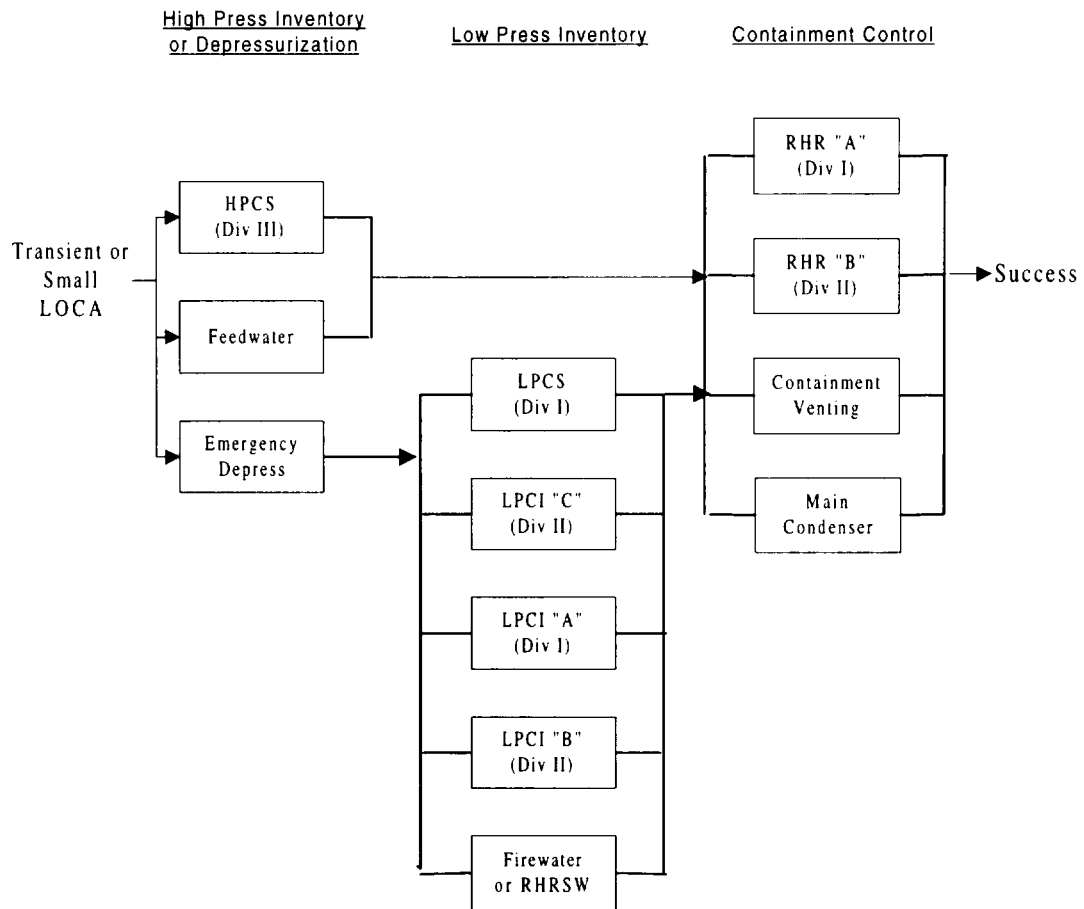 High Press Inventory
or Depressurization
Low Press Inventory
Containment Control
Transient or
Small
LOCA
HPCS
(Div III)
Feedwater
Emergency
Depress
LPCS
(Div I)
LPCI "C"
(Div II)
LPCI "A"
(Div I)
LPCI "B"
(Div II)
Firewater
or RHRSW
RHR "A"
(Div I)
RHR "B"
(Div II)
Containment
Venting
Main
Condenser
Success